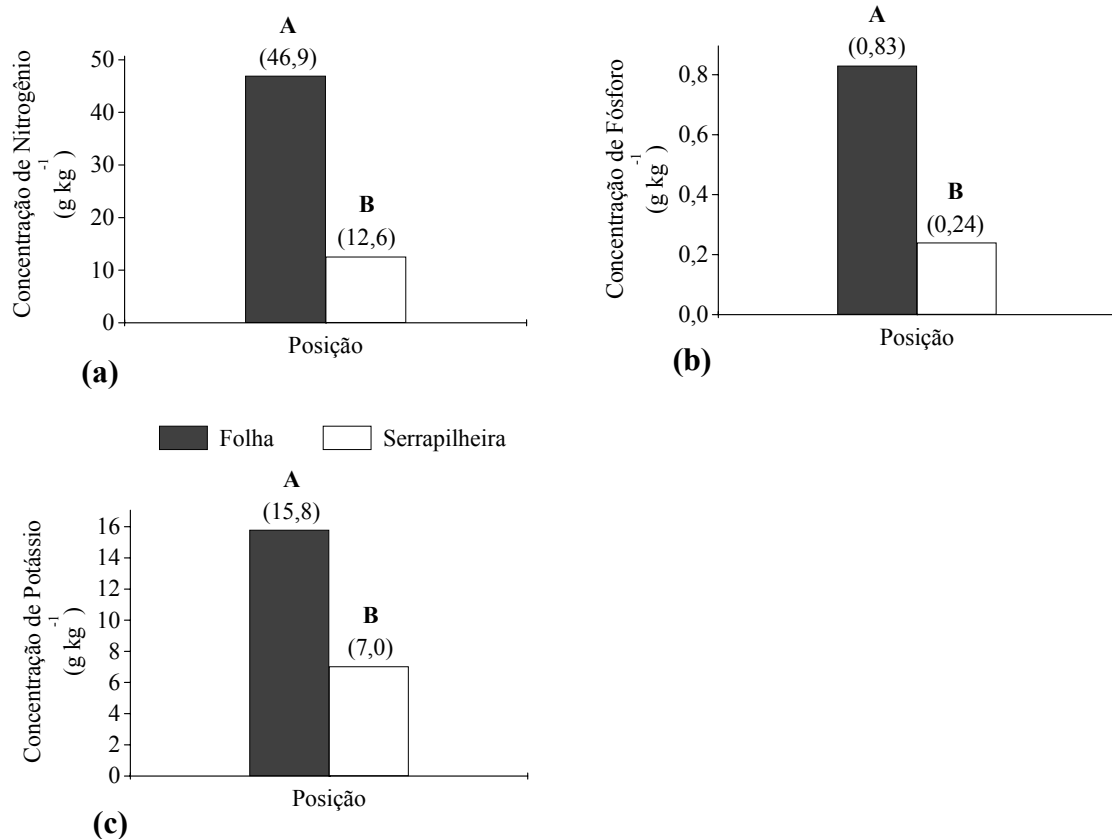 A
(46,9)
50
40
30
20
10
0
Concentração de Nitrogênio
(g kg⁻¹)
B
(12,6)
Posição
(a)
A
(0,83)
0,8
0,6
0,4
0,2
0,0
Concentração de Fósforo
(g kg⁻¹)
B
(0,24)
Posição
(b)
Folha
Serrapilheira
A
(15,8)
16
14
12
10
8
6
4
2
0
Concentração de Potássio
(g kg⁻¹)
B
(7,0)
Posição
(c)